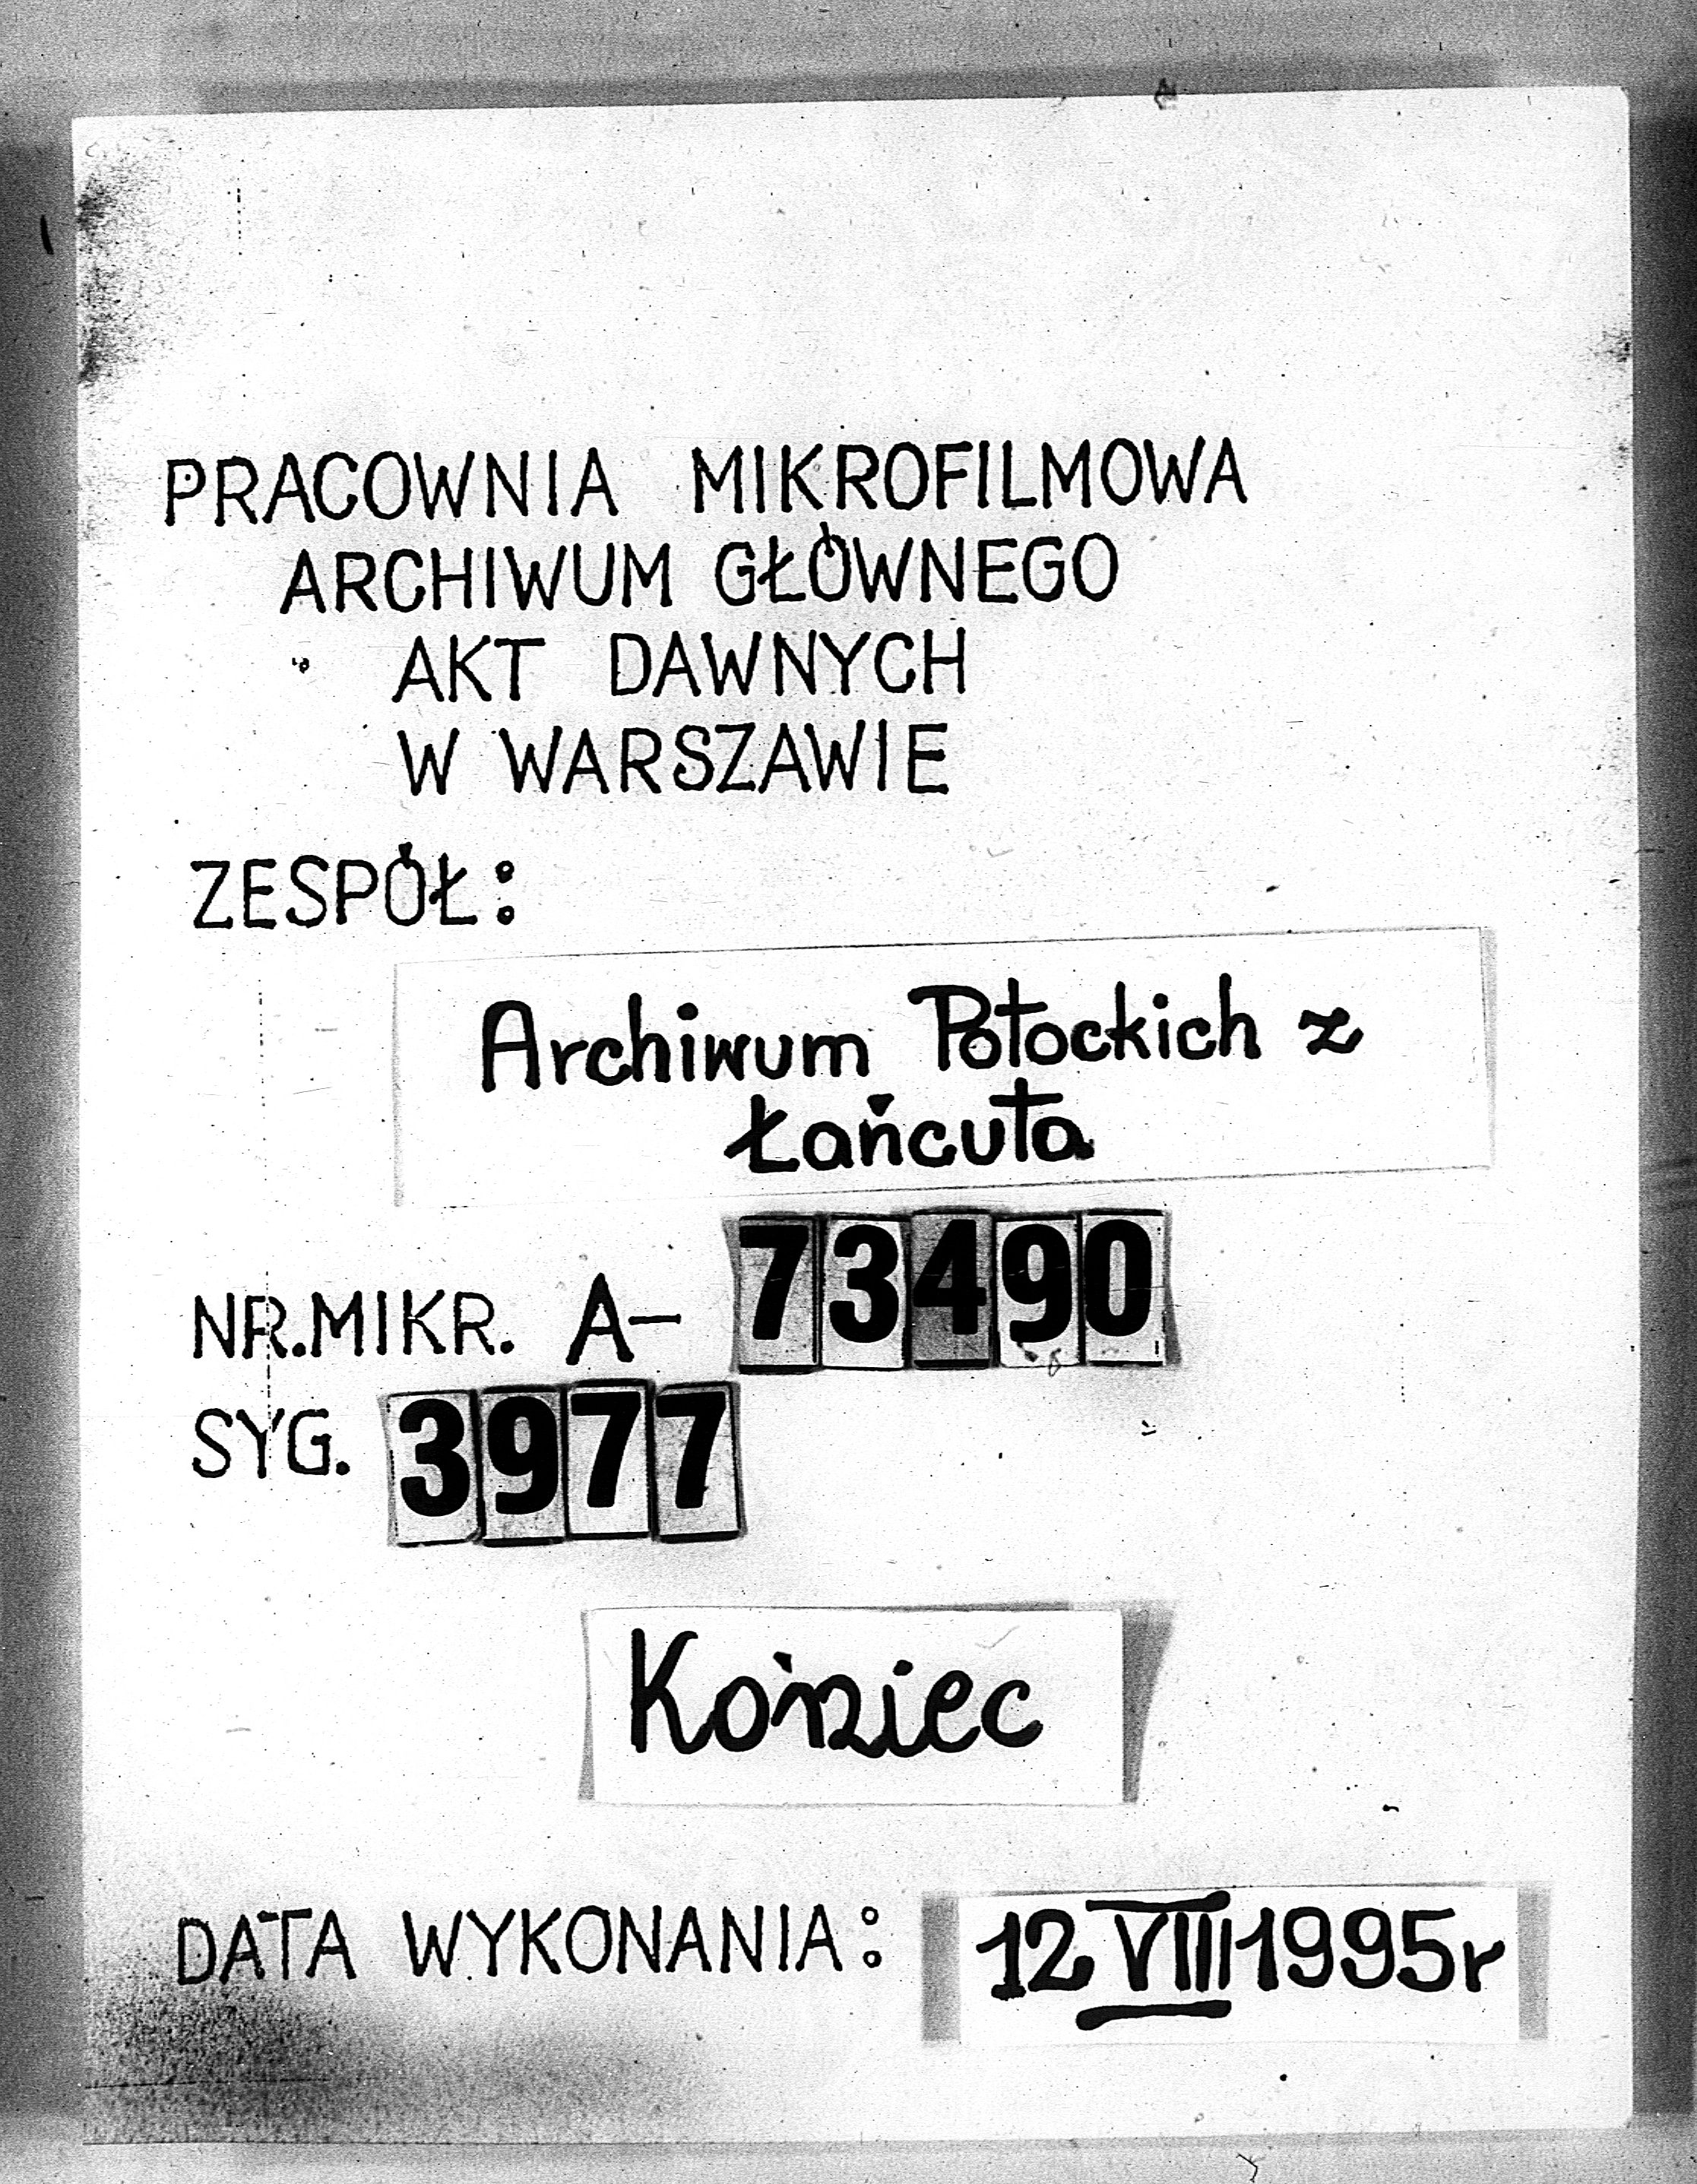 PRACOWNIA MIKROFILMOWA
ARCHIWUM GŁÓWNEGO
AKT DAWNYCH
W WARSZAWIE
ZESPÓŁ:
Archiwum Potockich z
Łańcuta
NR.MIKR. A- 73490
SYG. 3977
Końiec
DATA WYKONANIA: 12 VIII 1995r